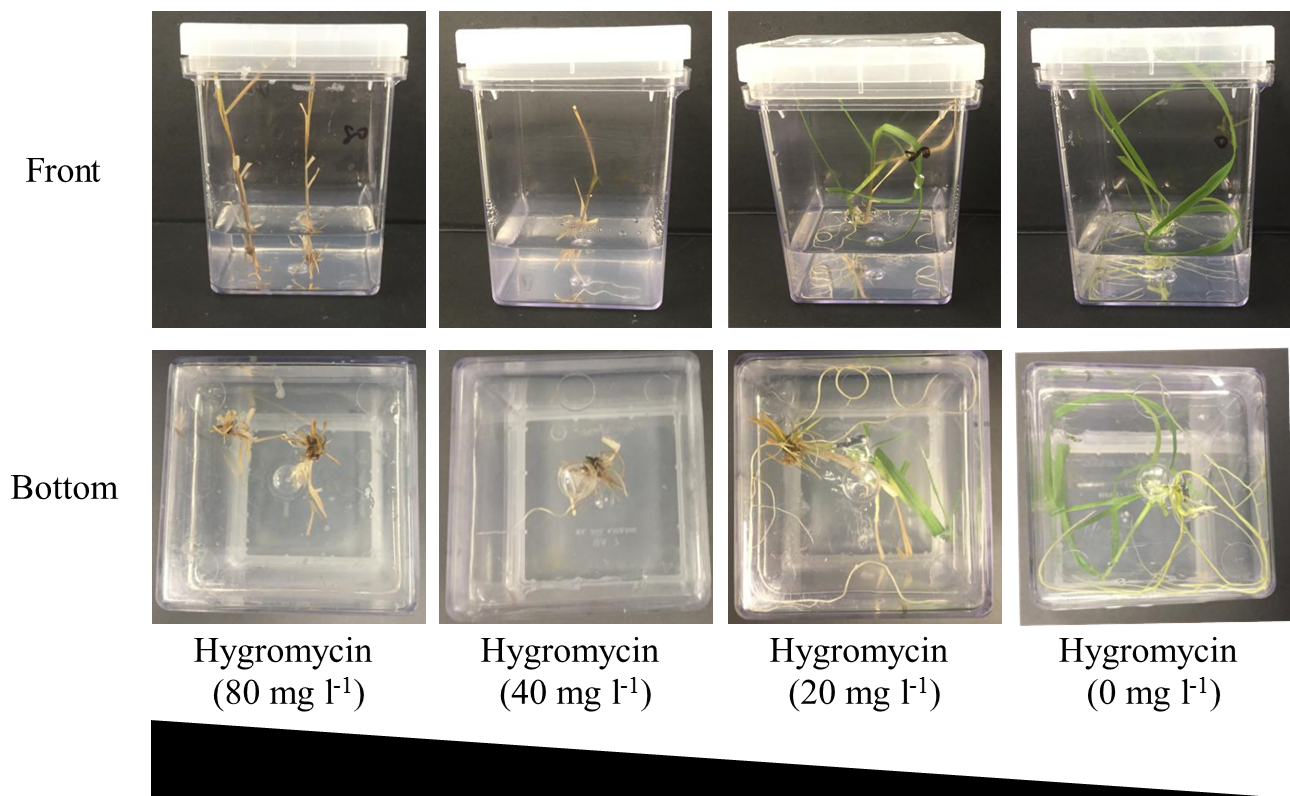 Front
Bottom
Hygromycin
(80 mg l-1)
Hygromycin
(40 mg l-1)
Hygromycin
(20 mg l-1)
Hygromycin
(0 mg l-1)